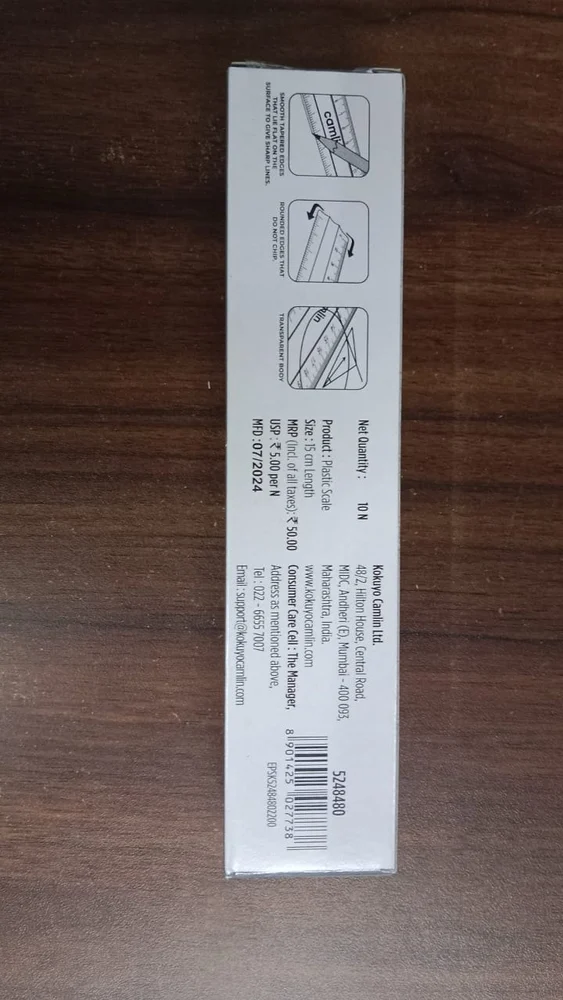 camli
SMOOTH TAPERED EDGES
THAT LIE FLAT ON THE
SURFACE TO GIVE SHARP LINES.
ROUNDED EDGES THAT
DO NOT CHIP.
lin
TRANSPARENT BODY
Net Quantity : 10 N
Product : Plastic Scale
Size : 15 cm Length
MRP (Incl. of all taxes): ₹ 50.00
USP : ₹ 5.00 per N
MFD : 07/2024
Kokuyo Camlin Ltd.
48/2, Hilton House, Central Road,
MIDC, Andheri (E), Mumbai - 400 093,
Maharashtra, India.
www.kokuyocamlin.com
Consumer Care Cell : The Manager,
Address as mentioned above,
Tel : 022 - 6655 7007
Email : support@kokuyocamlin.com
5248480
8 901425 027738
EPSK52484802200